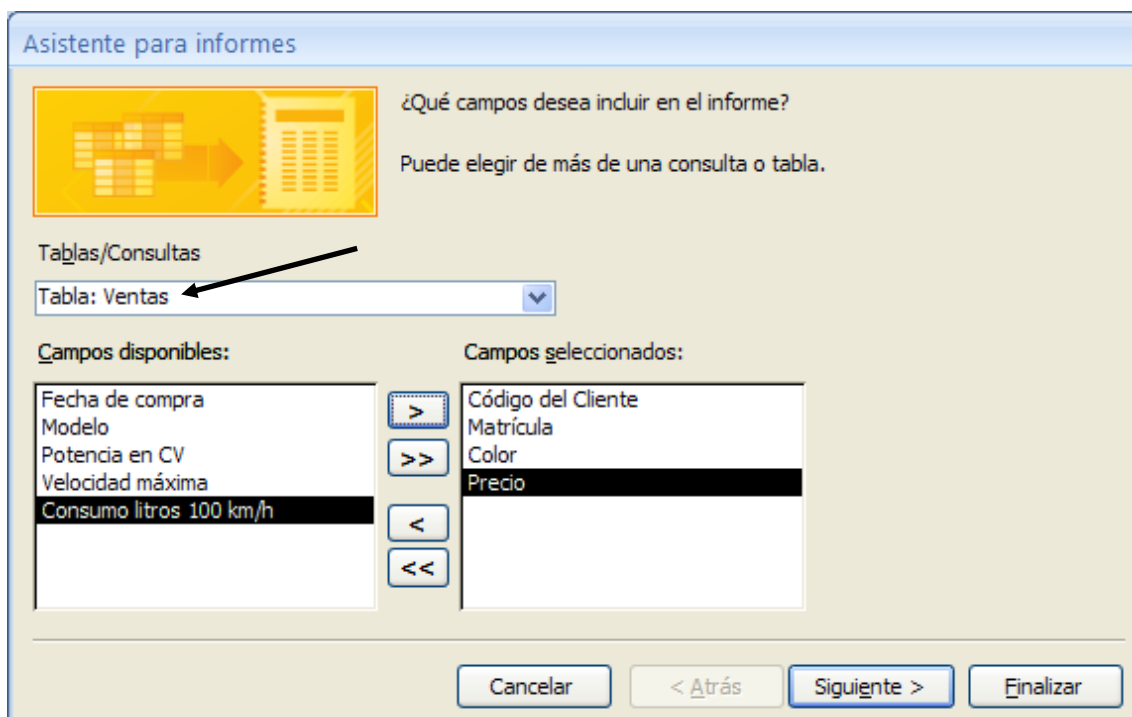 Asistente para informes
¿Qué campos desea incluir en el informe?
Puede elegir de más de una consulta o tabla.
Tablas/Consultas
Tabla: Ventas
Campos disponibles:
Campos seleccionados:
Fecha de compra
Modelo
Potencia en CV
Velocidad máxima
Consumo litros 100 km/h
>
>>
<
<<
Código del Cliente
Matrícula
Color
Precio
Cancelar
< Atrás
Siguiente >
Finalizar